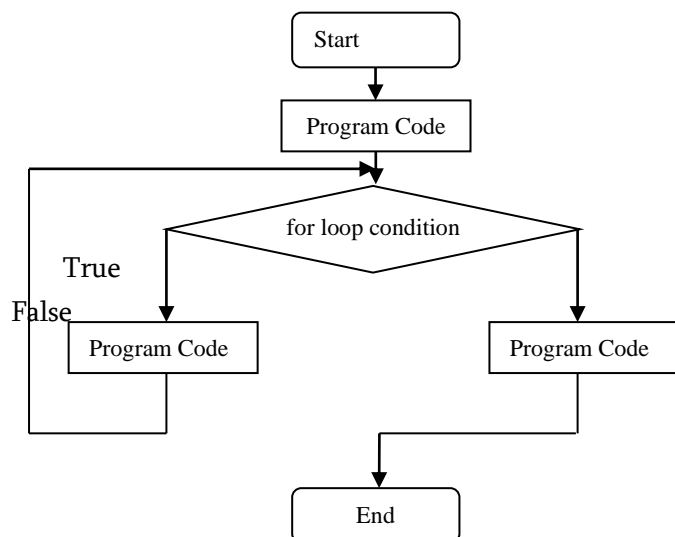 Start
Program Code
for loop condition
True
False
Program Code
Program Code
End